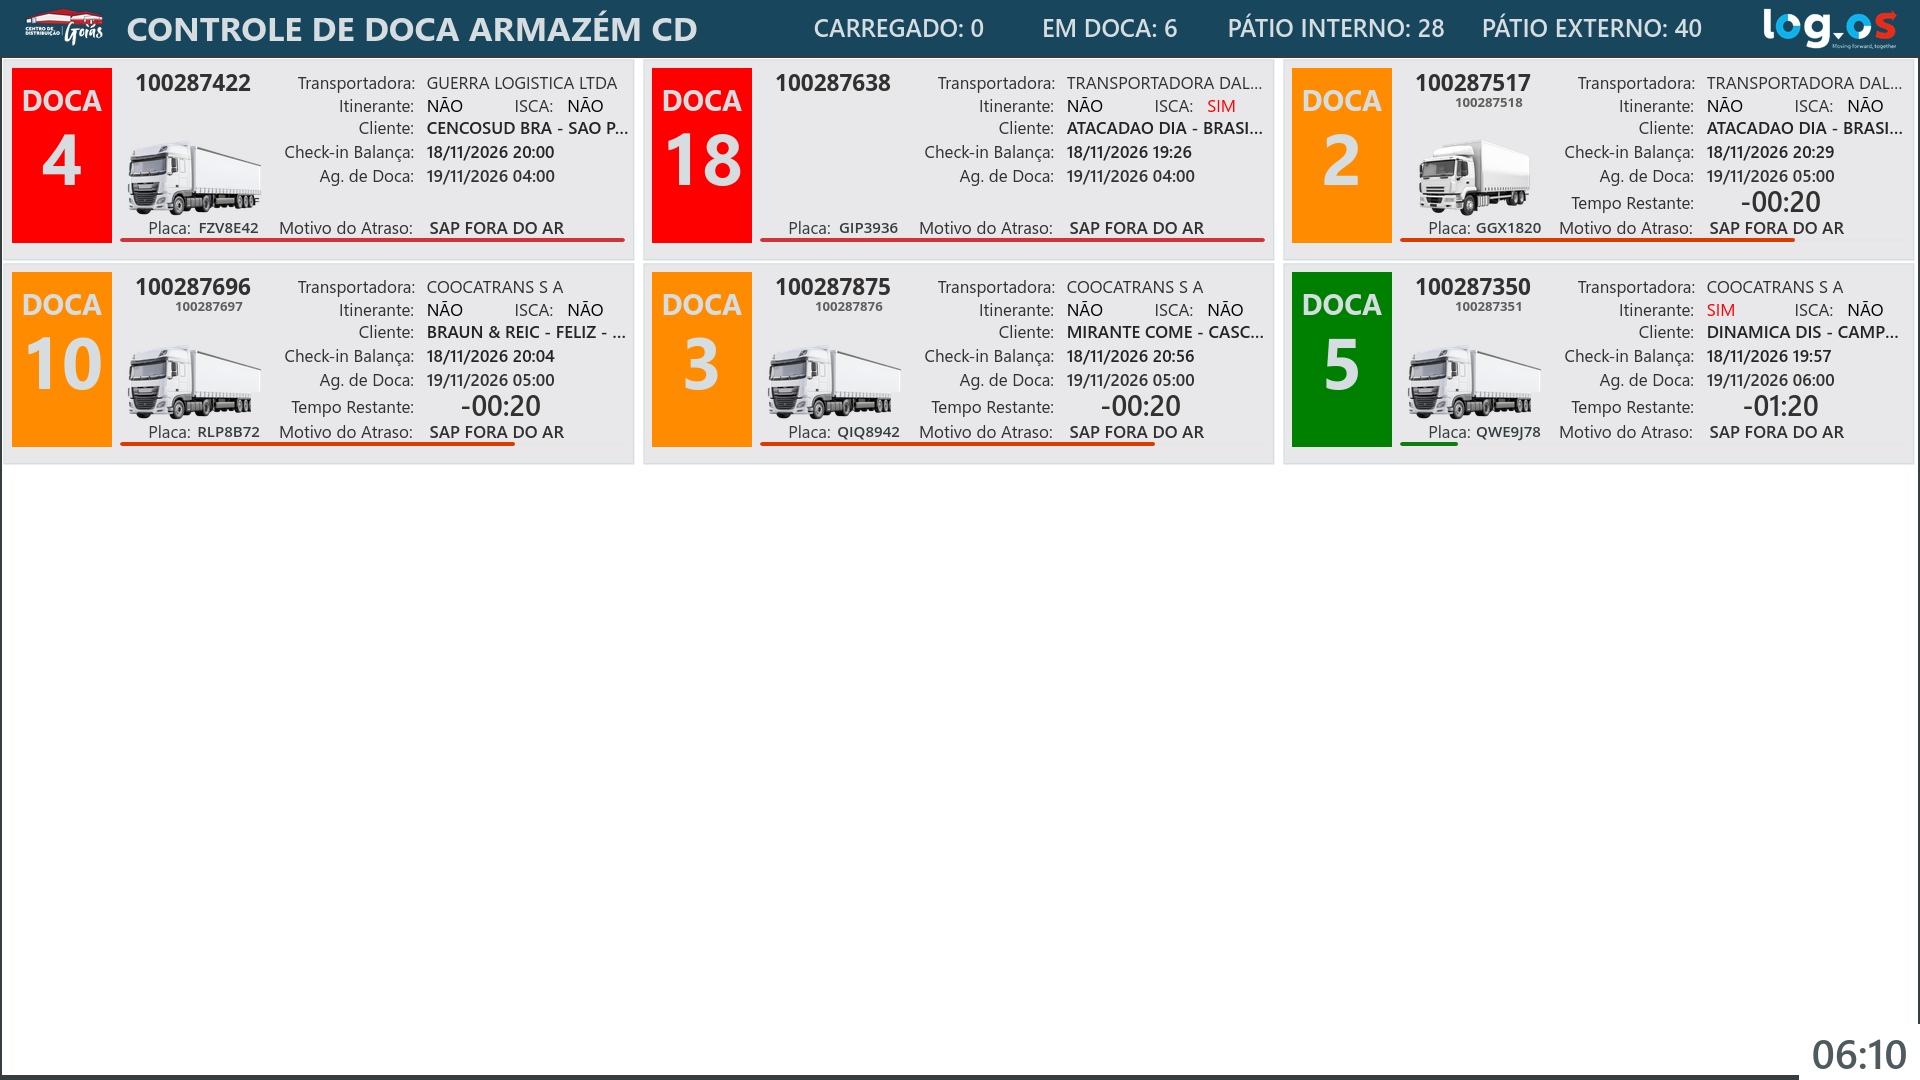 CENTRO DE DISTRIBUIÇÃO Goiás
CONTROLE DE DOCA ARMAZÉM CD
CARREGADO: 0
EM DOCA: 6
PÁTIO INTERNO: 28
PÁTIO EXTERNO: 40
log.os
Moving forward, together
DOCA
4
100287422
Transportadora: GUERRA LOGISTICA LTDA
Itinerante: NÃO ISCA: NÃO
Cliente: CENCOSUD BRA - SAO P...
Check-in Balança: 18/11/2026 20:00
Ag. de Doca: 19/11/2026 04:00
Placa: FZV8E42 Motivo do Atraso: SAP FORA DO AR
DOCA
18
100287638
Transportadora: TRANSPORTADORA DAL...
Itinerante: NÃO ISCA: SIM
Cliente: ATACADAO DIA - BRASI...
Check-in Balança: 18/11/2026 19:26
Ag. de Doca: 19/11/2026 04:00
Placa: GIP3936 Motivo do Atraso: SAP FORA DO AR
DOCA
2
100287517
100287518
Transportadora: TRANSPORTADORA DAL...
Itinerante: NÃO ISCA: NÃO
Cliente: ATACADAO DIA - BRASI...
Check-in Balança: 18/11/2026 20:29
Ag. de Doca: 19/11/2026 05:00
Tempo Restante: -00:20
Placa: GGX1820 Motivo do Atraso: SAP FORA DO AR
DOCA
10
100287696
100287697
Transportadora: COOCATRANS S A
Itinerante: NÃO ISCA: NÃO
Cliente: BRAUN & REIC - FELIZ - ...
Check-in Balança: 18/11/2026 20:04
Ag. de Doca: 19/11/2026 05:00
Tempo Restante: -00:20
Placa: RLP8B72 Motivo do Atraso: SAP FORA DO AR
DOCA
3
100287875
100287876
Transportadora: COOCATRANS S A
Itinerante: NÃO ISCA: NÃO
Cliente: MIRANTE COME - CASC...
Check-in Balança: 18/11/2026 20:56
Ag. de Doca: 19/11/2026 05:00
Tempo Restante: -00:20
Placa: QIQ8942 Motivo do Atraso: SAP FORA DO AR
DOCA
5
100287350
100287351
Transportadora: COOCATRANS S A
Itinerante: SIM ISCA: NÃO
Cliente: DINAMICA DIS - CAMP...
Check-in Balança: 18/11/2026 19:57
Ag. de Doca: 19/11/2026 06:00
Tempo Restante: -01:20
Placa: QWE9J78 Motivo do Atraso: SAP FORA DO AR
06:10